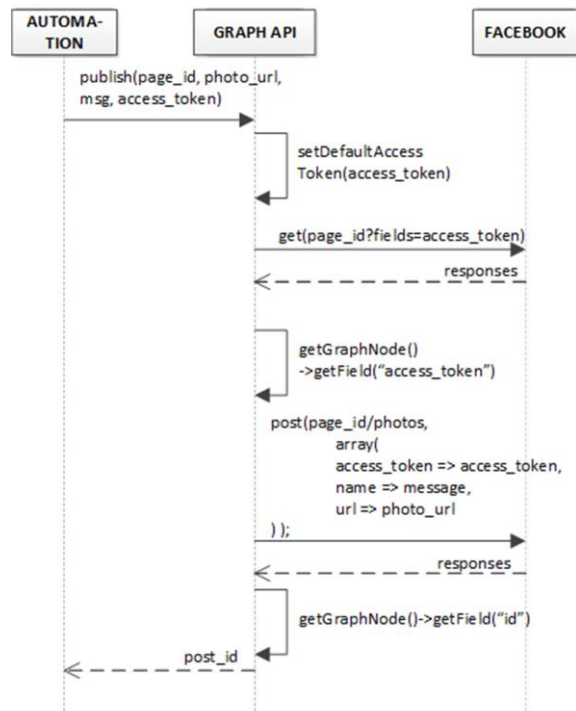 AUTOMA-
TION
GRAPH API
FACEBOOK
publish(page_id, photo_url,
msg, access_token)
setDefaultAccess
Token(access_token)
get(page_id?fields=access_token)
responses
getGraphNode()
->getField(“access_token”)
post(page_id/photos,
array(
access_token => access_token,
name => message,
url => photo_url
) );
responses
getGraphNode()->getField(“id”)
post_id